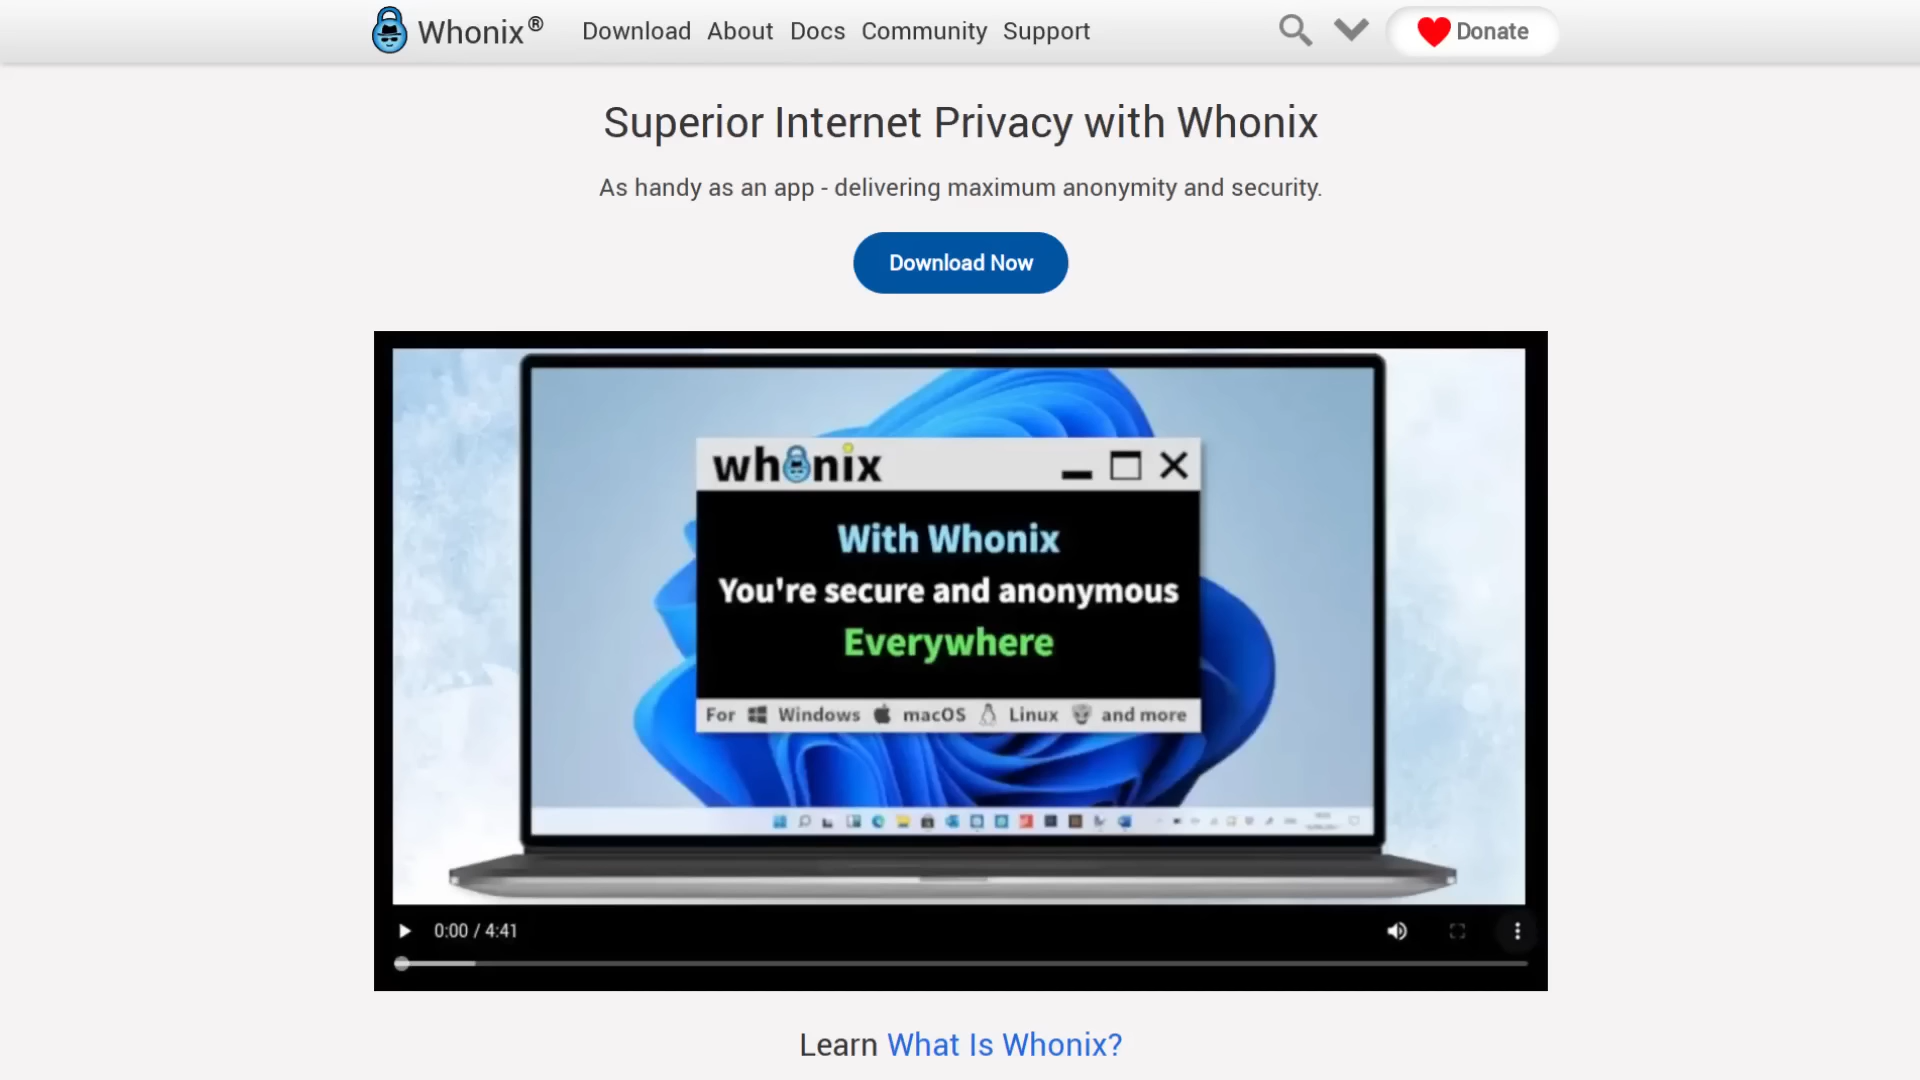 Whonix®
Download About Docs Community Support
Donate
Superior Internet Privacy with Whonix
As handy as an app - delivering maximum anonymity and security.
Download Now
whonix
With Whonix
You're secure and anonymous
Everywhere
For Windows macOS Linux and more
0:00 / 4:41
Learn What Is Whonix?